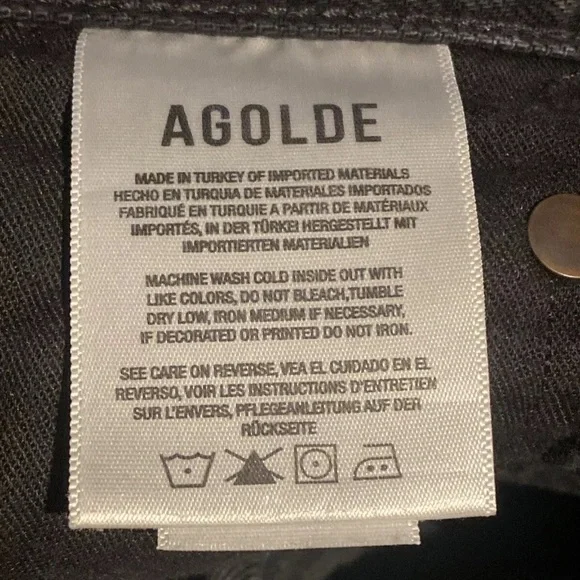 AGOLDE
MADE IN TURKEY OF IMPORTED MATERIALS
HECHO EN TURQUIA DE MATERIALES IMPORTADOS
FABRIQUÉ EN TURQUIE A PARTIR DE MATÉRIAUX
IMPORTÉS, IN DER TÜRKEI HERGESTELLT MIT
IMPORTIERTEN MATERIALIEN
MACHINE WASH COLD INSIDE OUT WITH
LIKE COLORS, DO NOT BLEACH,TUMBLE
DRY LOW, IRON MEDIUM IF NECESSARY,
IF DECORATED OR PRINTED DO NOT IRON.
SEE CARE ON REVERSE, VEA EL CUIDADO EN EL
REVERSO, VOIR LES INSTRUCTIONS D'ENTRETIEN
SUR L'ENVERS, PFLEGEANLEITUNG AUF DER
RÜCKSEITE